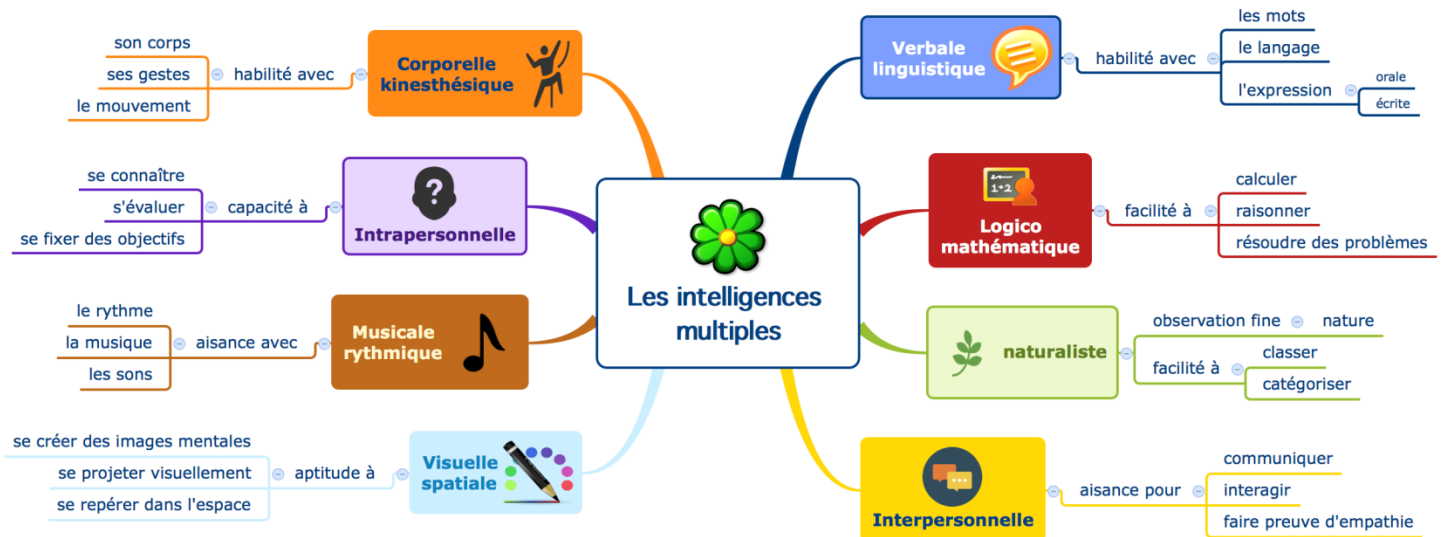 Les intelligences
multiples
Verbale
linguistique
habilité avec
les mots
le langage
l'expression
orale
écrite
Logico
mathématique
1+2
facilité à
calculer
raisonner
résoudre des problèmes
naturaliste
observation fine
nature
facilité à
classer
catégoriser
Interpersonnelle
aisance pour
communiquer
interagir
faire preuve d'empathie
Corporelle
kinesthésique
habilité avec
son corps
ses gestes
le mouvement
?
Intrapersonnelle
capacité à
se connaître
s'évaluer
se fixer des objectifs
Musicale
rythmique
aisance avec
le rythme
la musique
les sons
Visuelle
spatiale
aptitude à
se créer des images mentales
se projeter visuellement
se repérer dans l'espace